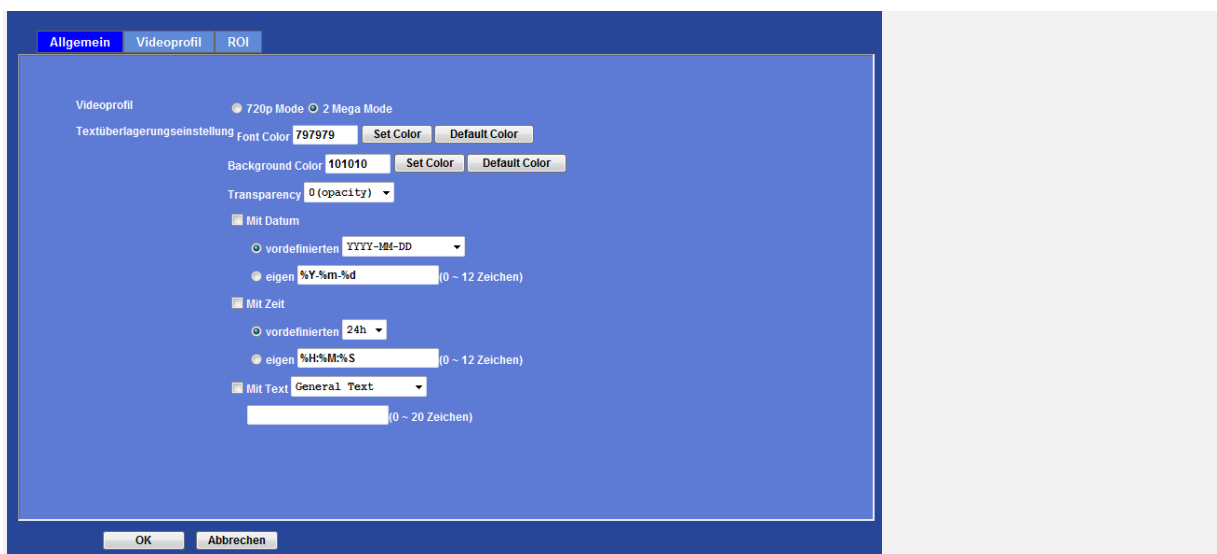 Allgemein Videoprofil ROI
Videoprofil 720p Mode 2 Mega Mode
Textüberlagerungseinstellung Font Color 797979 Set Color Default Color
Background Color 101010 Set Color Default Color
Transparency 0(opacity)
Mit Datum
vordefinierten YYYY-MM-DD
eigen %Y-%m-%d (0 ~ 12 Zeichen)
Mit Zeit
vordefinierten 24h
eigen %H:%M:%S (0 ~ 12 Zeichen)
Mit Text General Text
(0 ~ 20 Zeichen)
OK Abbrechen